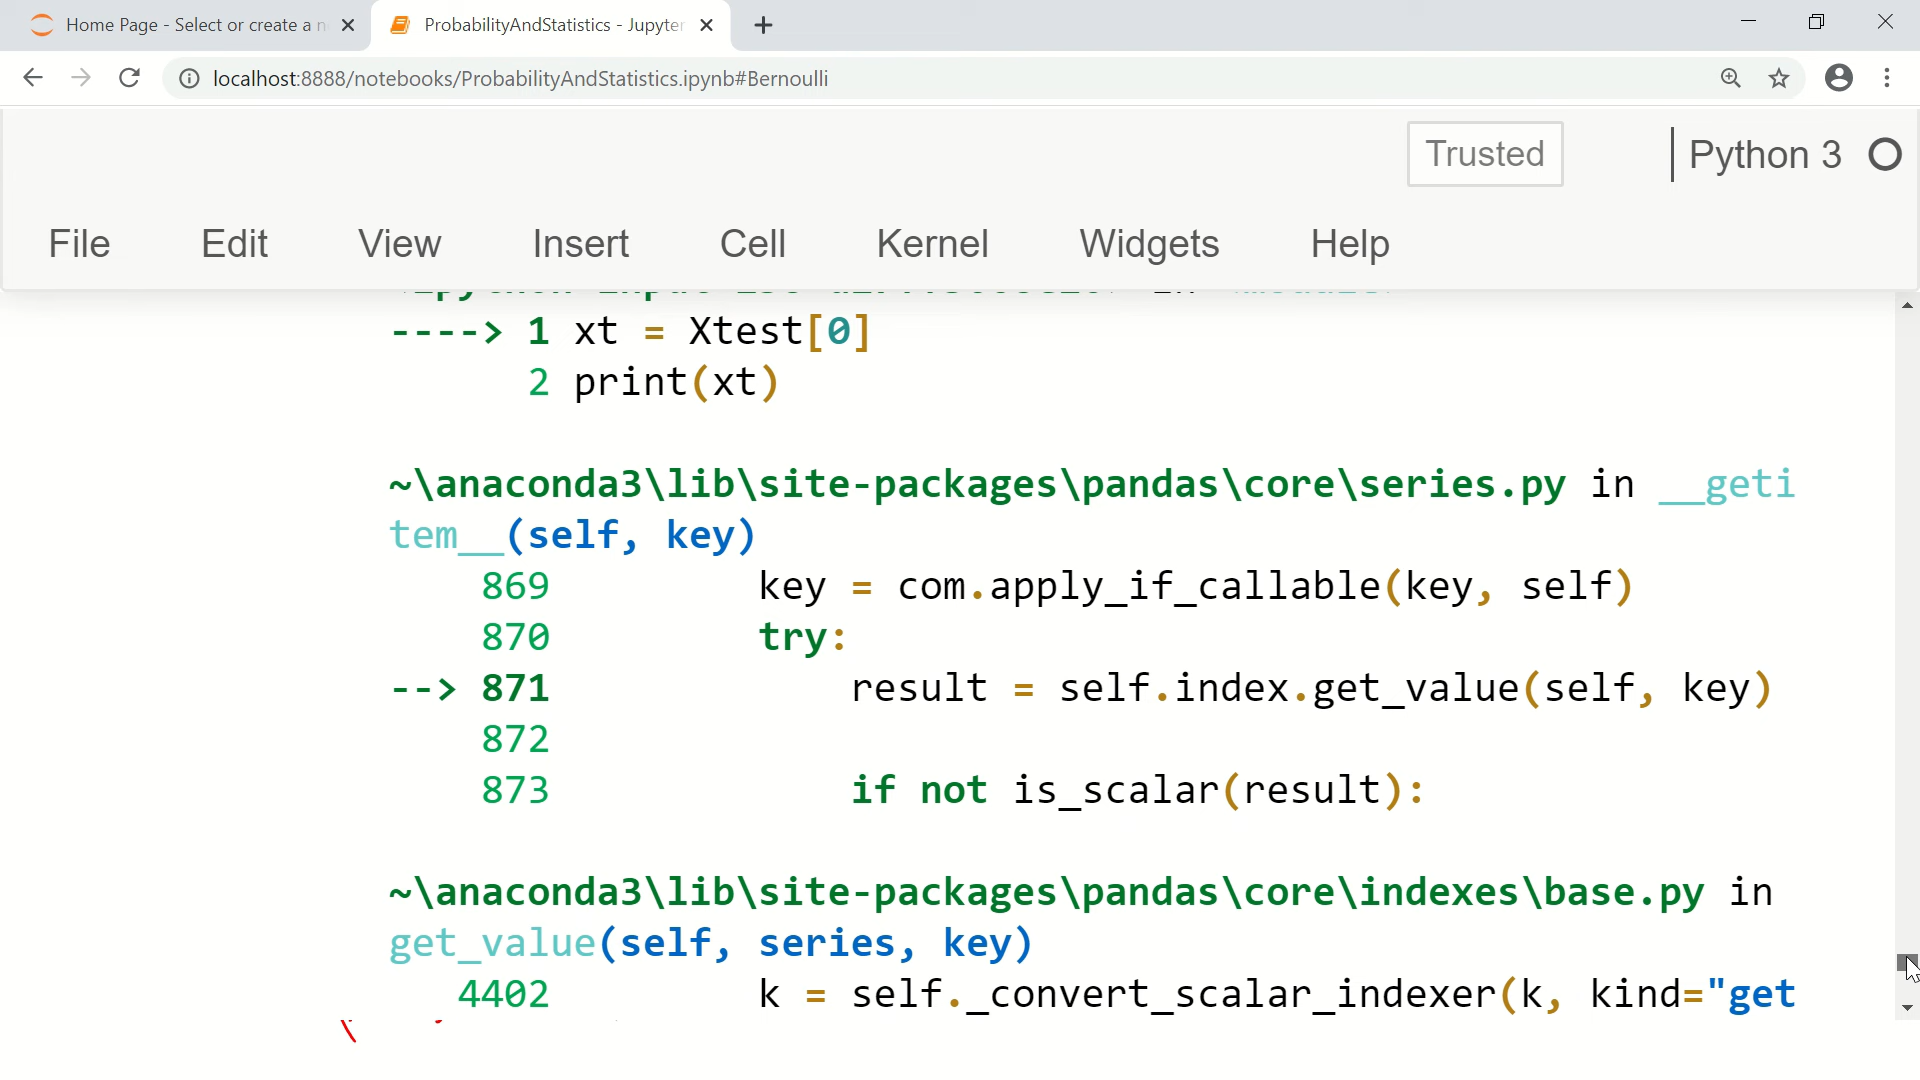 Home Page - Select or create a n
ProbabilityAndStatistics - Jupyter
localhost:8888/notebooks/ProbabilityAndStatistics.ipynb#Bernoulli
Trusted
Python 3
File Edit View Insert Cell Kernel Widgets Help
----> 1 xt = Xtest[0]
2 print(xt)
~\anaconda3\lib\site-packages\pandas\core\series.py in __geti
tem__(self, key)
869 key = com.apply_if_callable(key, self)
870 try:
--> 871 result = self.index.get_value(self, key)
872
873 if not is_scalar(result):
~\anaconda3\lib\site-packages\pandas\core\indexes\base.py in
get_value(self, series, key)
4402 k = self._convert_scalar_indexer(k, kind="get